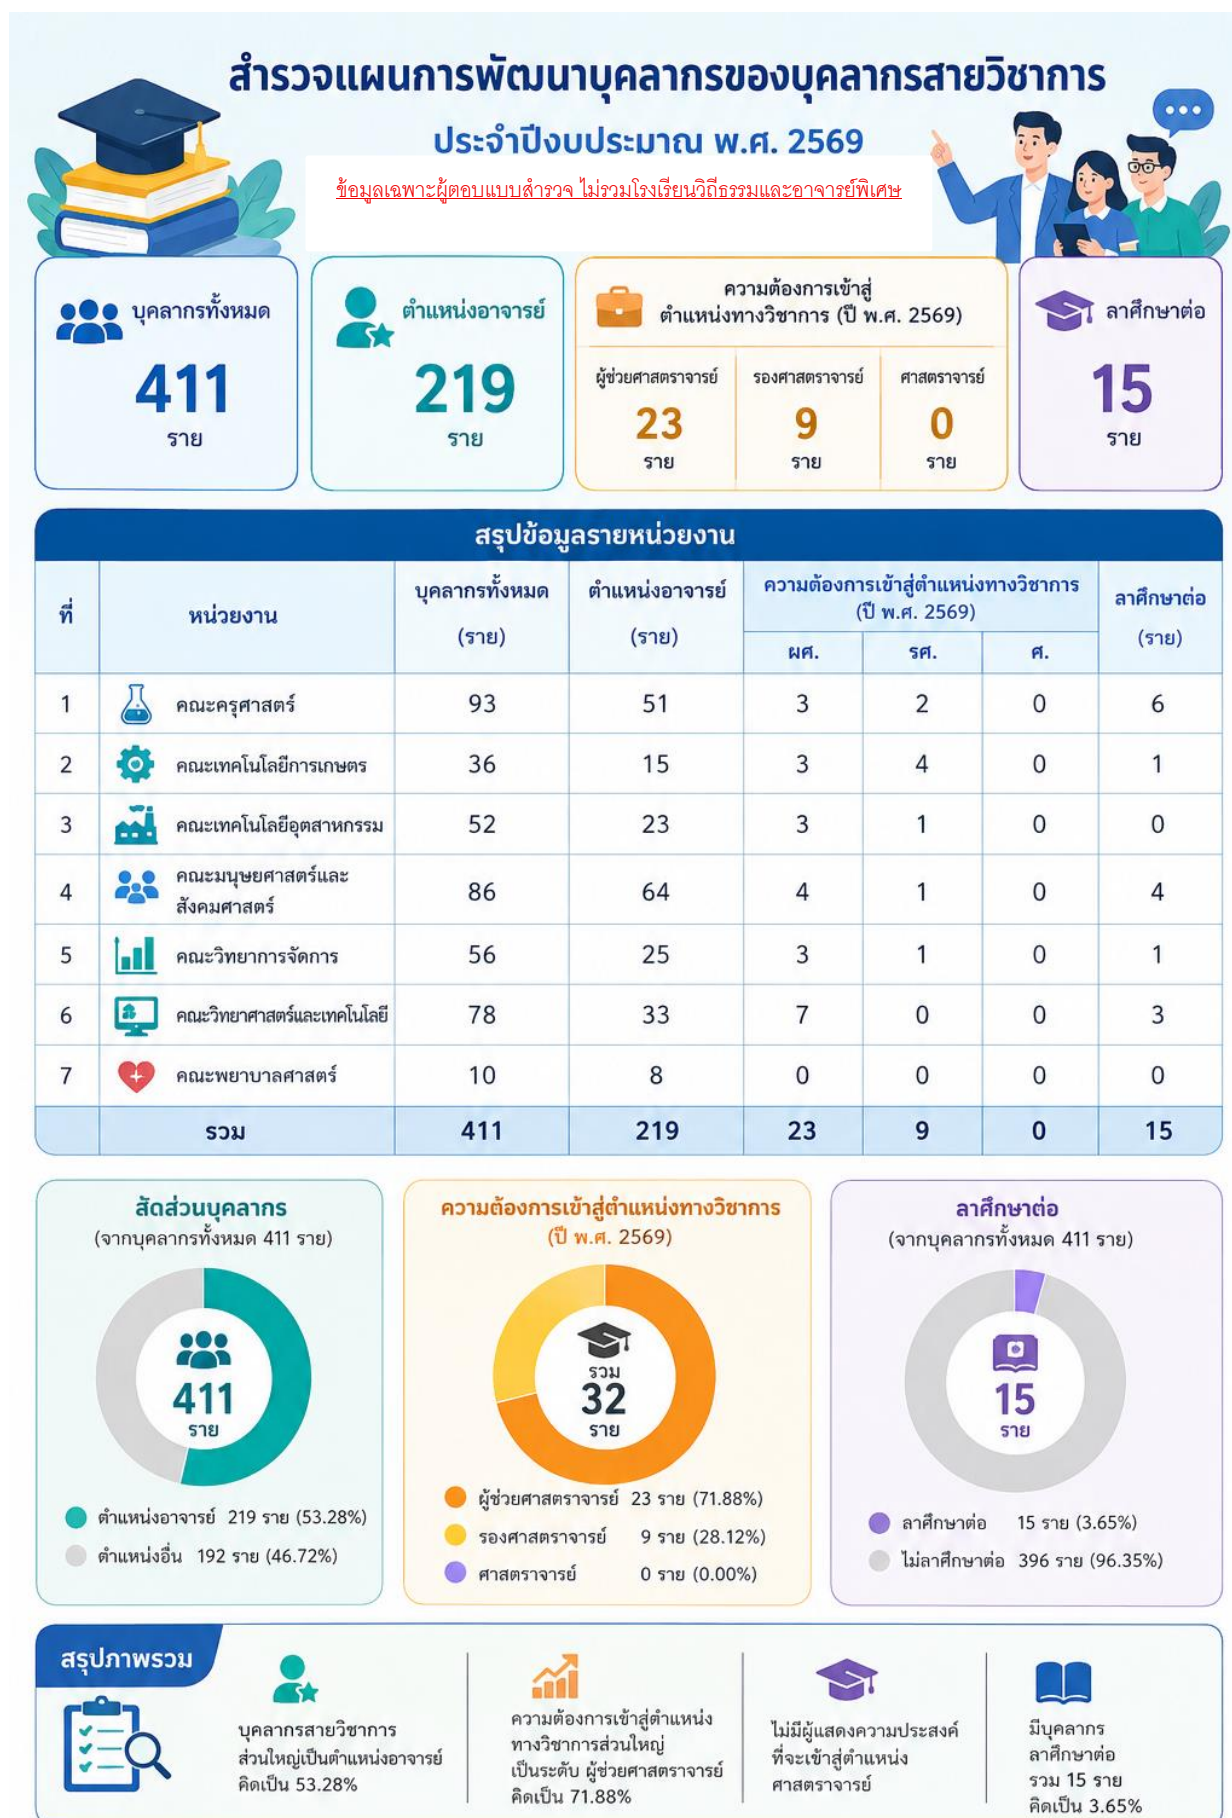 สำรวจแผนการพัฒนาบุคลากรของบุคลากรสายวิชาการ
ประจำปีงบประมาณ พ.ศ. 2569
ข้อมูลเฉพาะผู้ตอบแบบสำรวจ ไม่รวมโรงเรียนวิถีธรรมและอาจารย์พิเศษ
บุคลากรทั้งหมด
411
ราย
ตำแหน่งอาจารย์
219
ราย
ความต้องการเข้าสู่
ตำแหน่งทางวิชาการ (ปี พ.ศ. 2569)
ผู้ช่วยศาสตราจารย์ รองศาสตราจารย์ ศาสตราจารย์
23 9 0
ราย ราย ราย
ลาศึกษาต่อ
15
ราย
สรุปข้อมูลรายหน่วยงาน
ที่ หน่วยงาน บุคลากรทั้งหมด (ราย) ตำแหน่งอาจารย์ (ราย) ความต้องการเข้าสู่ตำแหน่งทางวิชาการ (ปี พ.ศ. 2569) ลาศึกษาต่อ (ราย)
ผศ. รศ. ศ.
1 คณะครุศาสตร์ 93 51 3 2 0 6
2 คณะเทคโนโลยีการเกษตร 36 15 3 4 0 1
3 คณะเทคโนโลยีอุตสาหกรรม 52 23 3 1 0 0
4 คณะมนุษยศาสตร์และ
สังคมศาสตร์ 86 64 4 1 0 4
5 คณะวิทยาการจัดการ 56 25 3 1 0 1
6 คณะวิทยาศาสตร์และเทคโนโลยี 78 33 7 0 0 3
7 คณะพยาบาลศาสตร์ 10 8 0 0 0 0
รวม 411 219 23 9 0 15
สัดส่วนบุคลากร
(จากบุคลากรทั้งหมด 411 ราย)
411
ราย
ตำแหน่งอาจารย์ 219 ราย (53.28%)
ตำแหน่งอื่น 192 ราย (46.72%)
ความต้องการเข้าสู่ตำแหน่งทางวิชาการ
(ปี พ.ศ. 2569)
รวม
32
ราย
ผู้ช่วยศาสตราจารย์ 23 ราย (71.88%)
รองศาสตราจารย์ 9 ราย (28.12%)
ศาสตราจารย์ 0 ราย (0.00%)
ลาศึกษาต่อ
(จากบุคลากรทั้งหมด 411 ราย)
15
ราย
ลาศึกษาต่อ 15 ราย (3.65%)
ไม่ลาศึกษาต่อ 396 ราย (96.35%)
สรุปภาพรวม
บุคลากรสายวิชาการ
ส่วนใหญ่เป็นตำแหน่งอาจารย์
คิดเป็น 53.28%
ความต้องการเข้าสู่ตำแหน่ง
ทางวิชาการส่วนใหญ่
เป็นระดับ ผู้ช่วยศาสตราจารย์
คิดเป็น 71.88%
ไม่มีผู้แสดงความประสงค์
ที่จะเข้าสู่ตำแหน่ง
ศาสตราจารย์
มีบุคลากร
ลาศึกษาต่อ
รวม 15 ราย
คิดเป็น 3.65%